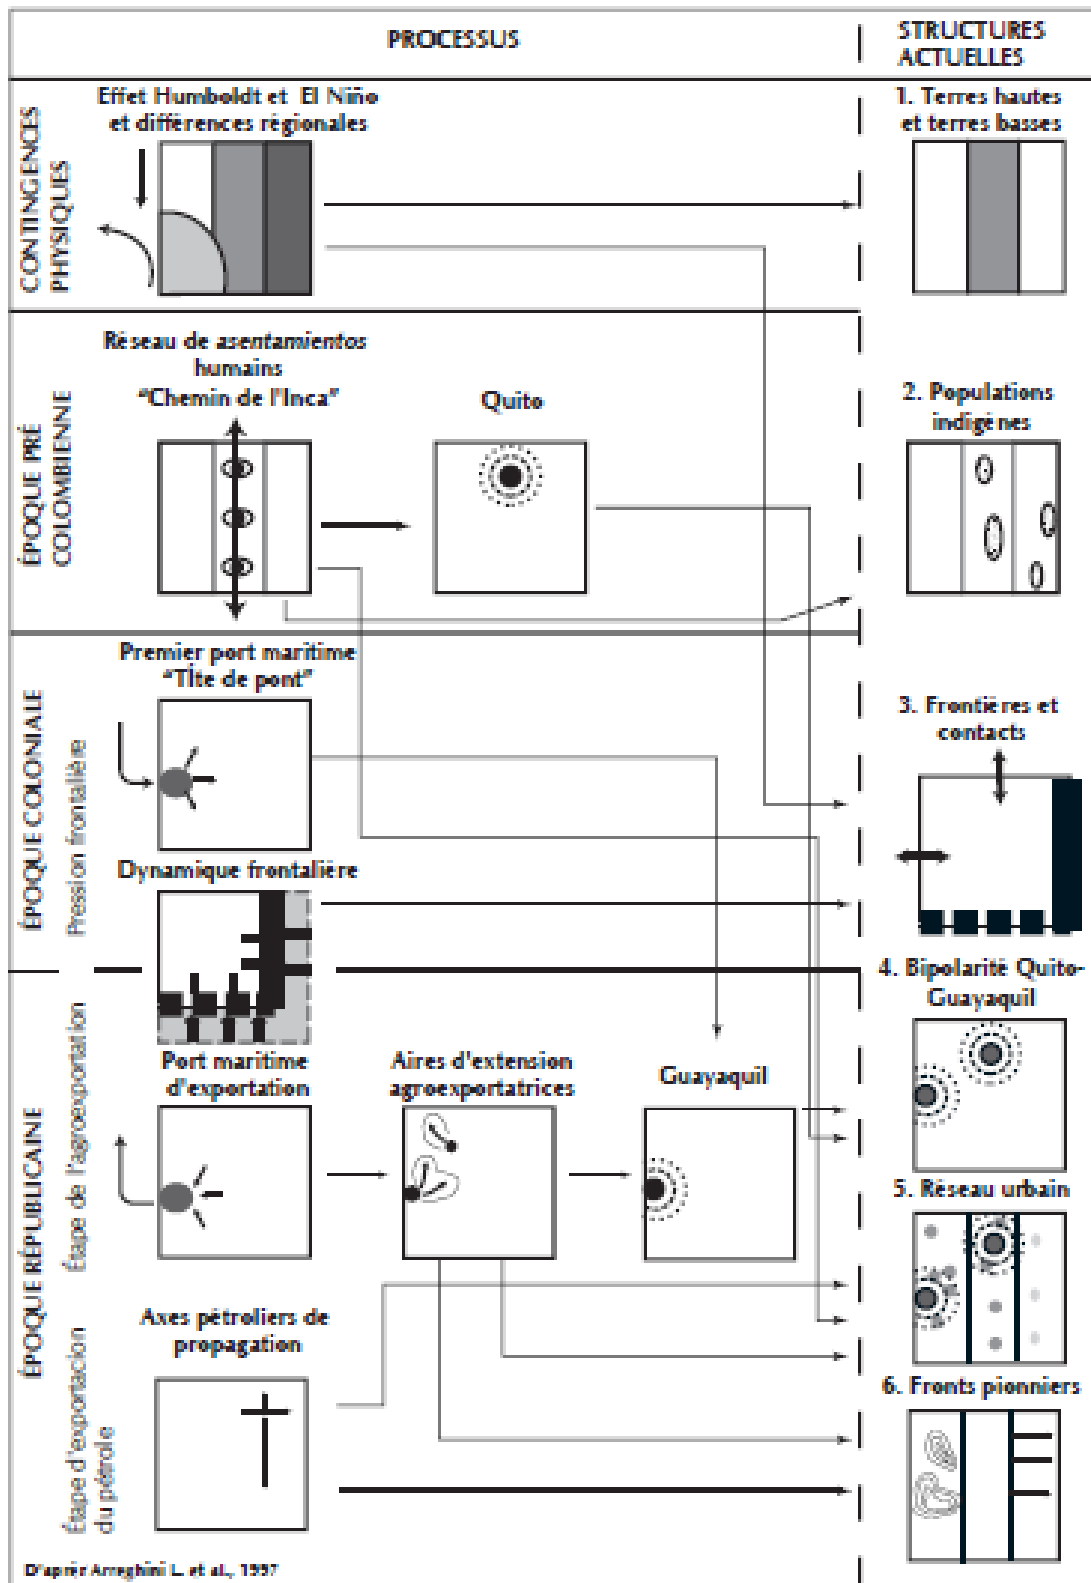 PROCESSUS
STRUCTURES
ACTUELLES
CONTINGENCES
PHYSIQUES
Effet Humboldt et El Niño
et différences régionales
1. Terres hautes
et terres basses
ÉPOQUE PRÉ
COLOMBIENNE
Réseau de asentamientos
humains
"Chemin de l'Inca"
Quito
2. Populations
indigènes
ÉPOQUE COLONIALE
Pression frontalière
Premier port maritime
"Tîte de pont"
3. Frontières et
contacts
Dynamique frontalière
ÉPOQUE RÉPUBLICAINE
Étape de l'agroexportation
Port maritime
d'exportation
Aires d'extension
agroexportatrices
Guayaquil
4. Bipolarité Quito-
Guayaquil
5. Réseau urbain
Étape d'exportacion
du pétrole
Axes pétroliers de
propagation
6. Fronts pionniers
D'après Arreghini L. et al., 1997